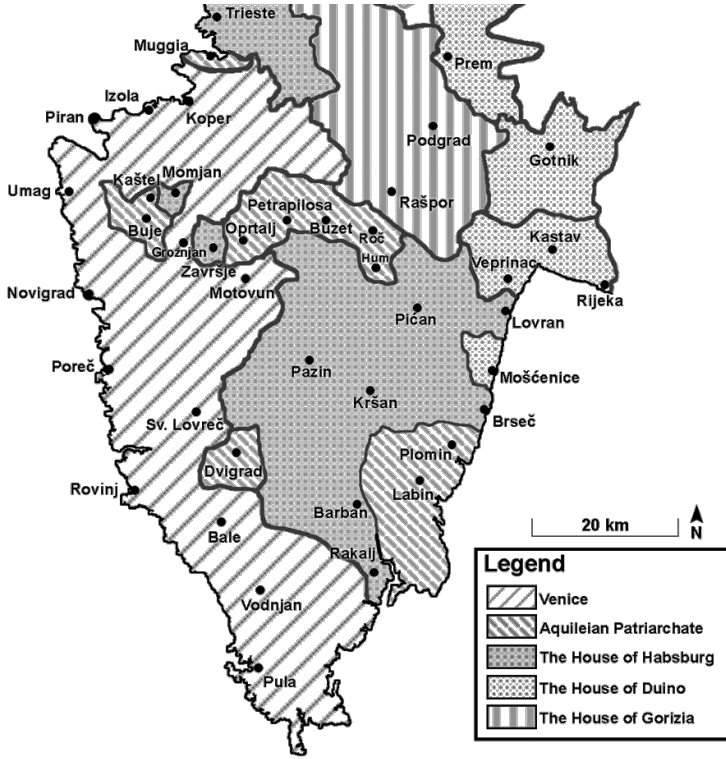 Trieste
Muggia
Prem
Izola
Piran
Koper
Podgrad
Gotnik
Kaštel
Momjan
Umag
Petrapilosa
Rašpor
Buje
Buzet
Roč
Oprtalj
Grožnjan
Kastav
Hum
Završje
Veprinac
Motovun
Novigrad
Rijeka
Pićan
Lovran
Poreč
Pazin
Mošćenice
Kršan
Sv. Lovreč
Brseč
Plomin
Dvigrad
Rovinj
Labin
Barban
Bale
20 km
N
Rakalj
Legend
Vodnjan
Venice
Aquileian Patriarchate
The House of Habsburg
Pula
The House of Duino
The House of Gorizia